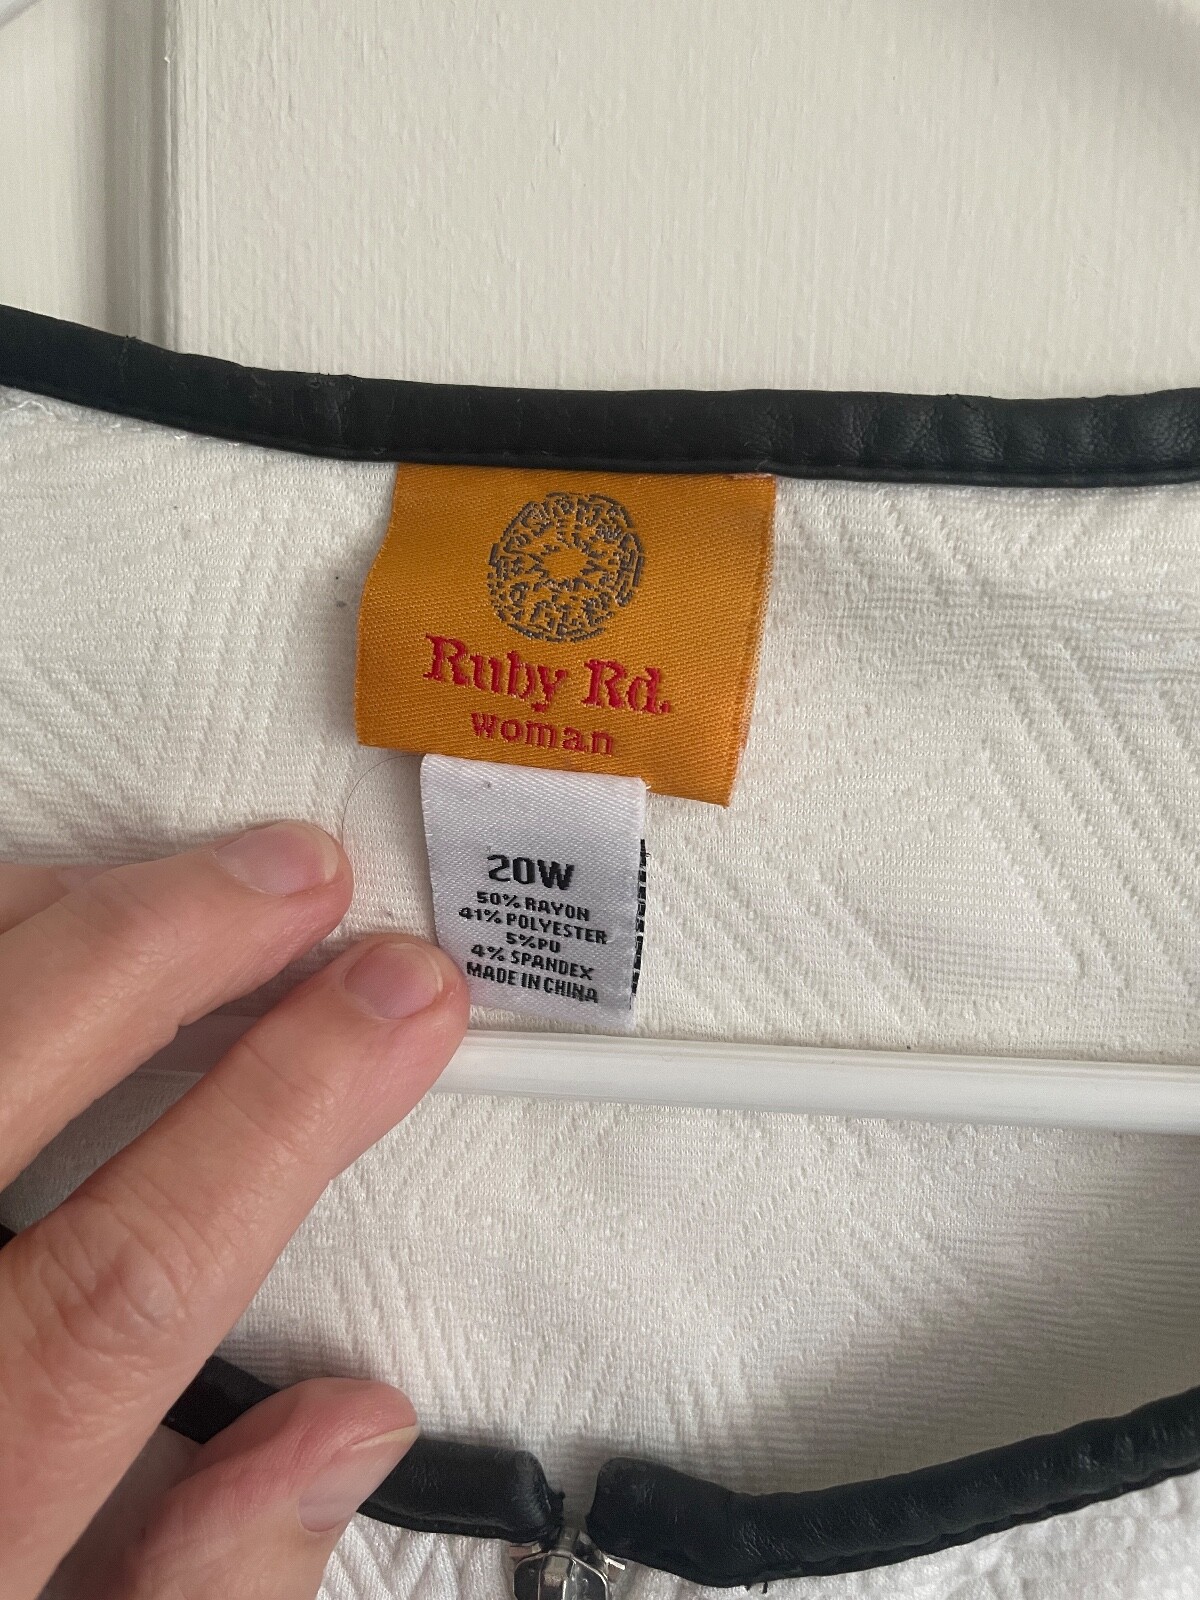 Ruby Rd.
woman
20W
50% RAYON
41% POLYESTER
5%PU
4% SPANDEX
MADE IN CHINA